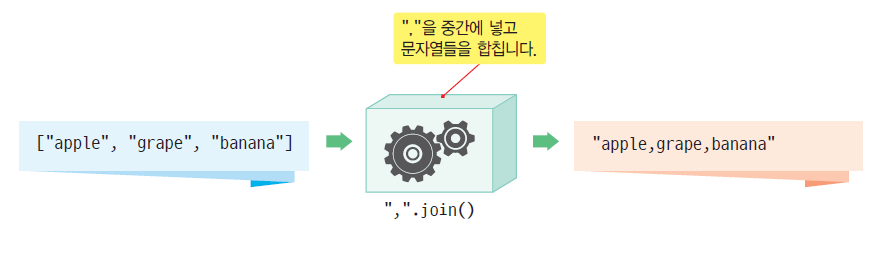 ","을 중간에 넣고
문자열들을 합칩니다.
["apple", "grape", "banana"]
"apple,grape,banana"
",".join()